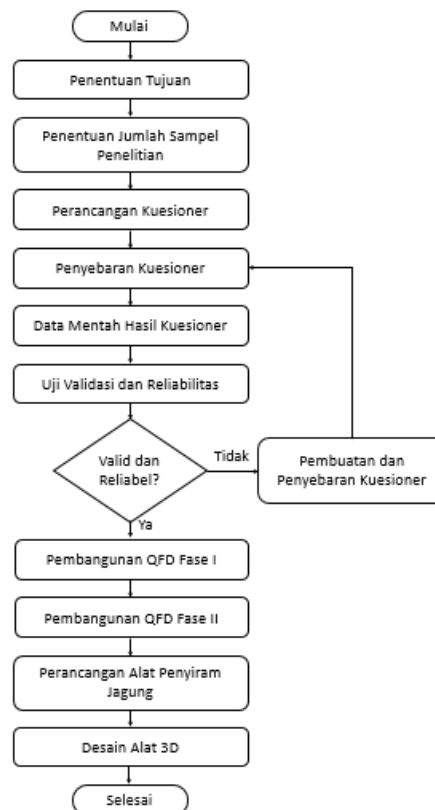 Mulai
Penentuan Tujuan
Penentuan Jumlah Sampel
Penelitian
Perancangan Kuesioner
Penyebaran Kuesioner
Data Mentah Hasil Kuesioner
Uji Validasi dan Reliabilitas
Valid dan
Reliabel?
Tidak
Pembuatan dan
Penyebaran Kuesioner
Ya
Pembangunan QFD Fase I
Pembangunan QFD Fase II
Perancangan Alat Penyiram
Jagung
Desain Alat 3D
Selesai